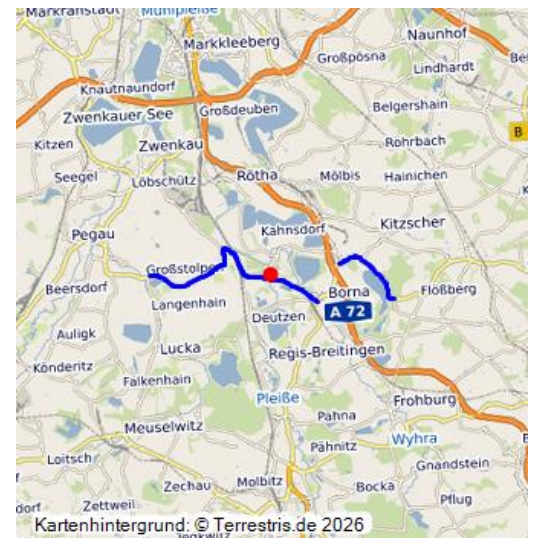 Markranstädt
Mühlpleiße
Markkleeberg
Naunhof
Großpösna
Lindhardt
Knautnaundorf
Großdeuben
Belgershain
Zwenkauer See
B
Kitzen
Zwenkau
Rohrbach
Seegel
Löbschütz
Rötha
Mölbis
Hainichen
Pegau
Kahnsdorf
Kitzscher
Großstolpen
Beersdorf
Borna
Flößberg
Langenhain
A 72
Deutzen
Auligk
Lucka
Regis-Breitingen
Könderitz
Falkenhain
Pleiße
Frohburg
Pahna
Meuselwitz
Wyhra
Pähnitz
Loitsch
Gnandstein
Zechau
Molbitz
Bocka
Zettweil
Pflug
Kartenhintergrund: © Terrestris.de 2026